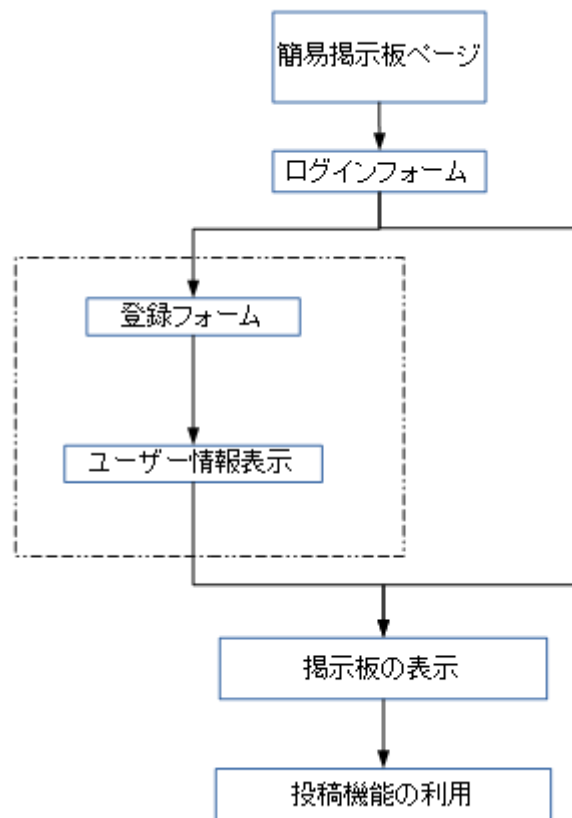 簡易掲示板ページ
ログインフォーム
登録フォーム
ユーザー情報表示
掲示板の表示
投稿機能の利用